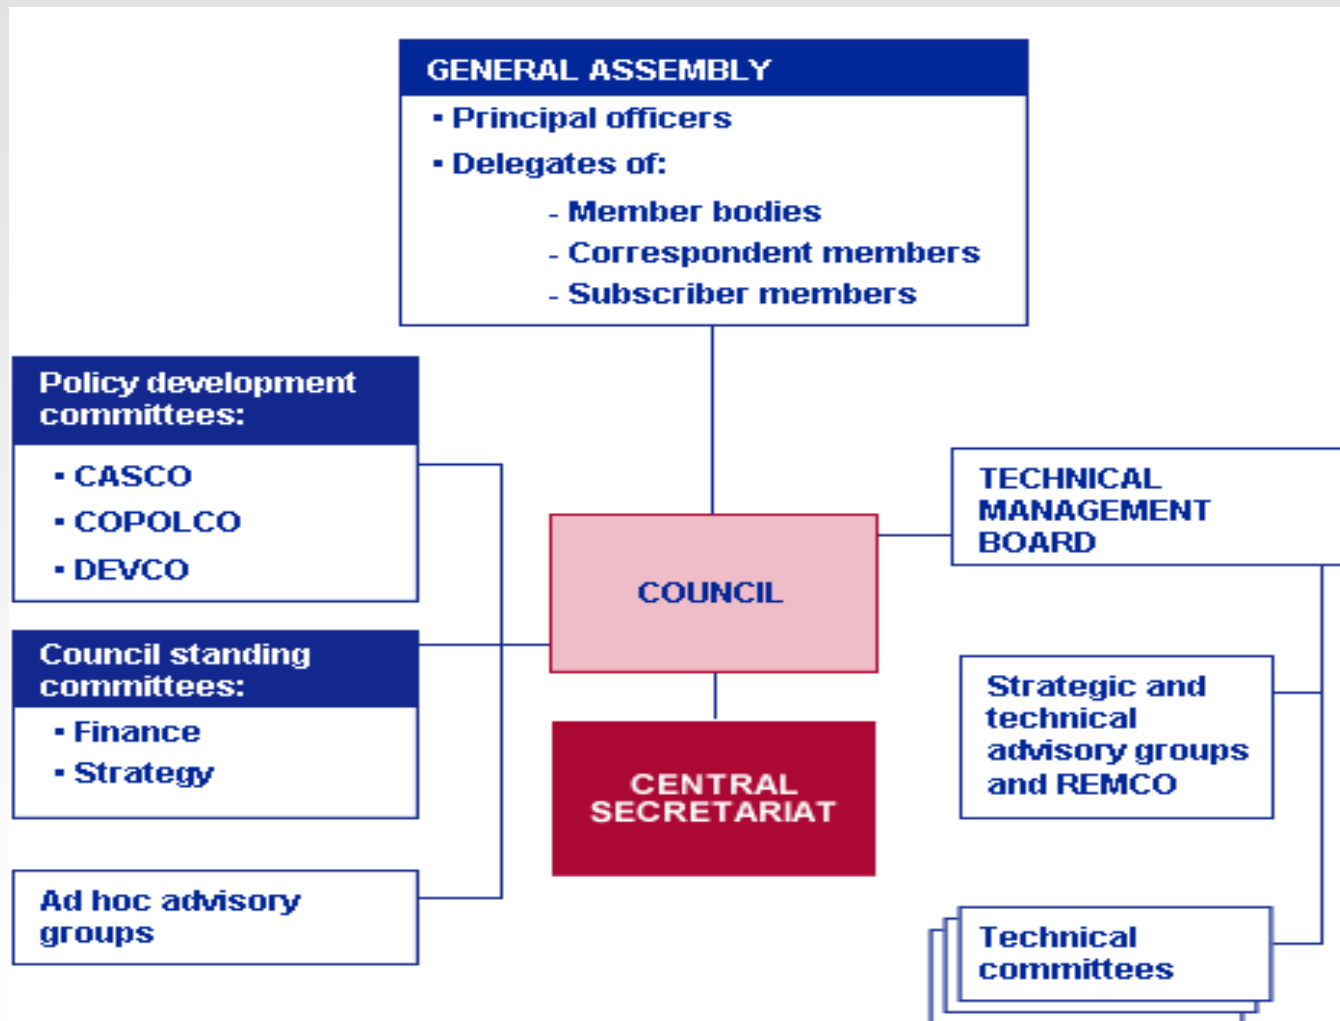 GENERAL ASSEMBLY
▪ Principal officers
▪ Delegates of:
- Member bodies
- Correspondent members
- Subscriber members
Policy development
committees:
▪ CASCO
▪ COPOLCO
▪ DEVCO
Council standing
committees:
▪ Finance
▪ Strategy
Ad hoc advisory
groups
COUNCIL
CENTRAL
SECRETARIAT
TECHNICAL
MANAGEMENT
BOARD
Strategic and
technical
advisory groups
and REMCO
Technical
committees